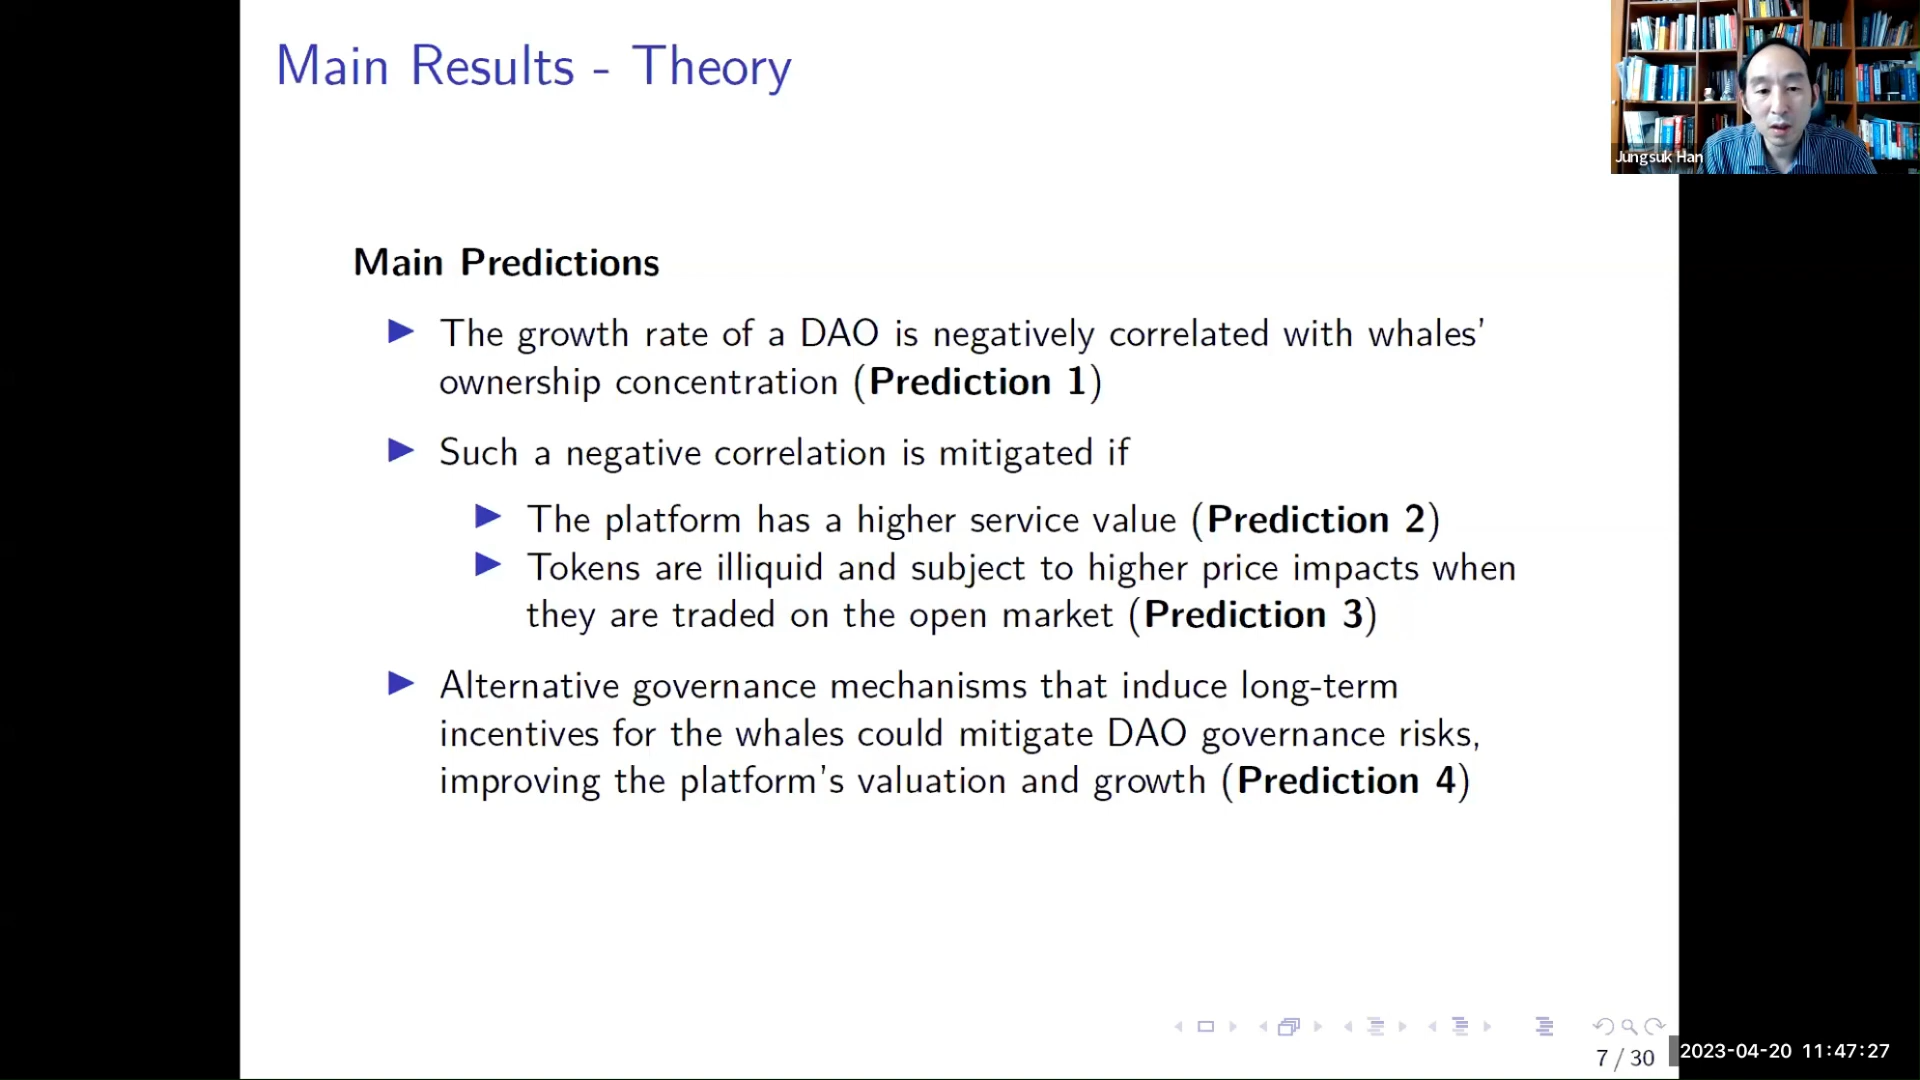 Main Results - Theory
Jungsuk Han
Main Predictions
The growth rate of a DAO is negatively correlated with whales'
ownership concentration (Prediction 1)
Such a negative correlation is mitigated if
The platform has a higher service value (Prediction 2)
Tokens are illiquid and subject to higher price impacts when
they are traded on the open market (Prediction 3)
Alternative governance mechanisms that induce long-term
incentives for the whales could mitigate DAO governance risks,
improving the platform's valuation and growth (Prediction 4)
7 / 30
2023-04-20 11:47:27